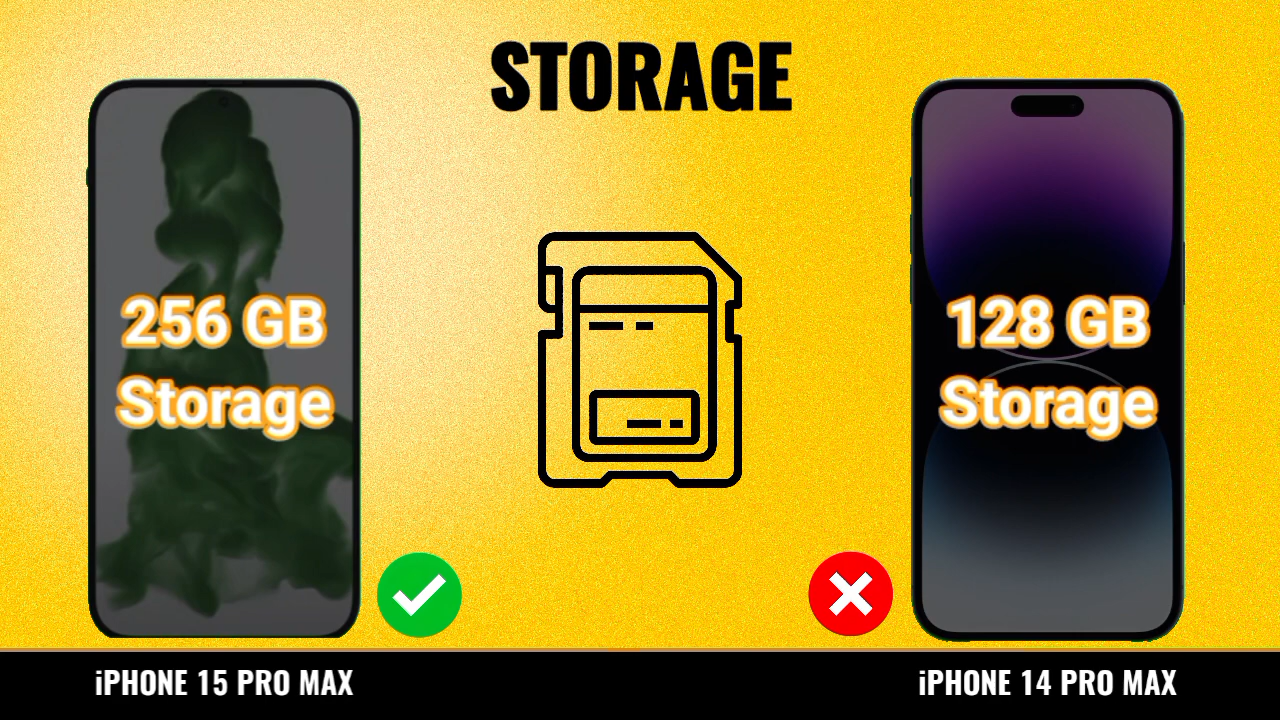 STORAGE
256 GB
Storage
128 GB
Storage
iPHONE 15 PRO MAX
iPHONE 14 PRO MAX